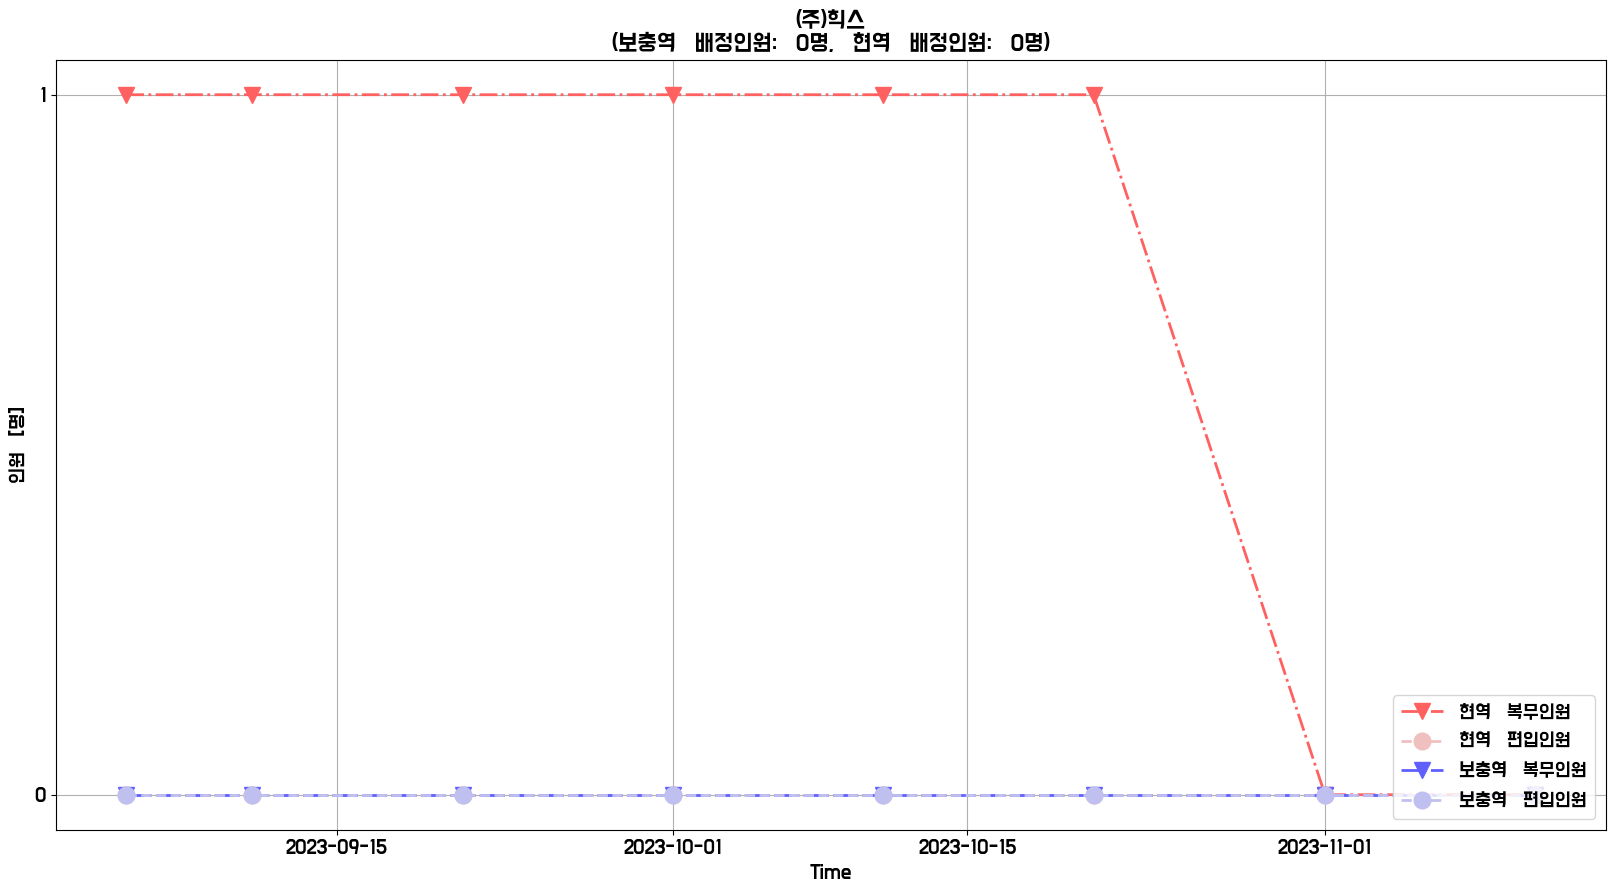 (주)힉스
(보충역 배정인원: 0명, 현역 배정인원: 0명)
1
0
인원 [명]
2023-09-15
2023-10-01
2023-10-15
2023-11-01
Time
현역 복무인원
현역 편입인원
보충역 복무인원
보충역 편입인원